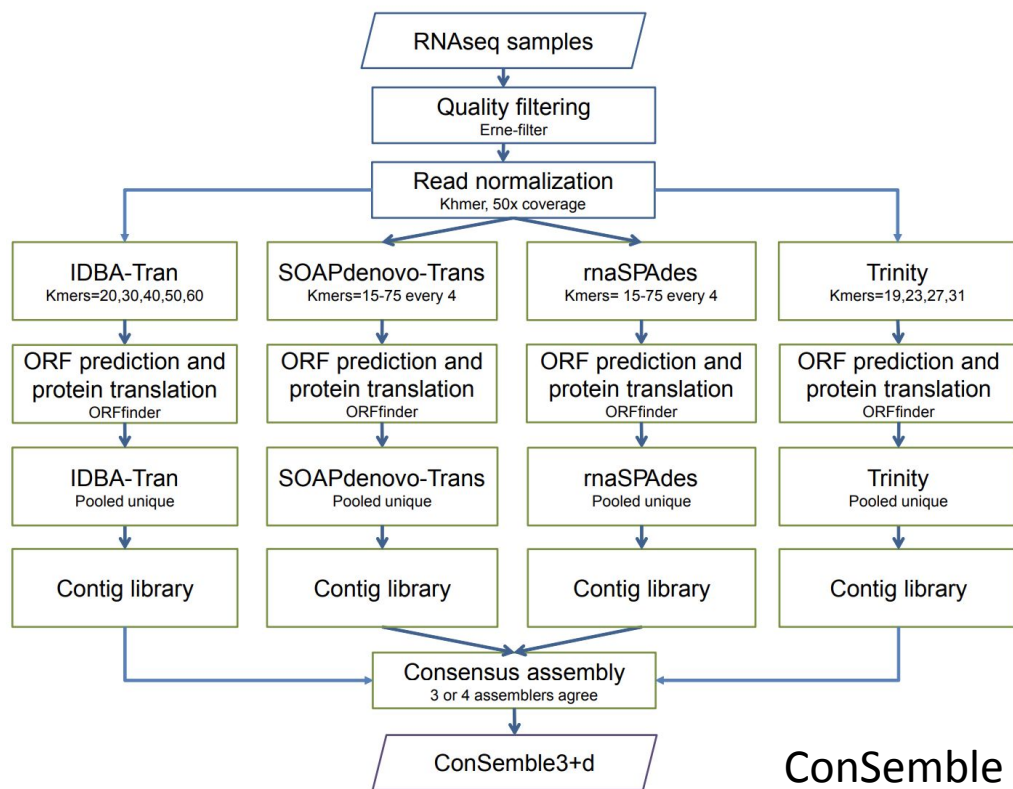 RNAseq samples
Quality filtering
Erne-filter
Read normalization
Khmer, 50x coverage
IDBA-Tran
Kmers=20,30,40,50,60
SOAPdenovo-Trans
Kmers=15-75 every 4
rnaSPAdes
Kmers= 15-75 every 4
Trinity
Kmers=19,23,27,31
ORF prediction and
protein translation
ORFfinder
ORF prediction and
protein translation
ORFfinder
ORF prediction and
protein translation
ORFfinder
ORF prediction and
protein translation
ORFfinder
IDBA-Tran
Pooled unique
SOAPdenovo-Trans
Pooled unique
rnaSPAdes
Pooled unique
Trinity
Pooled unique
Contig library
Contig library
Contig library
Contig library
Consensus assembly
3 or 4 assemblers agree
ConSemble3+d
ConSemble